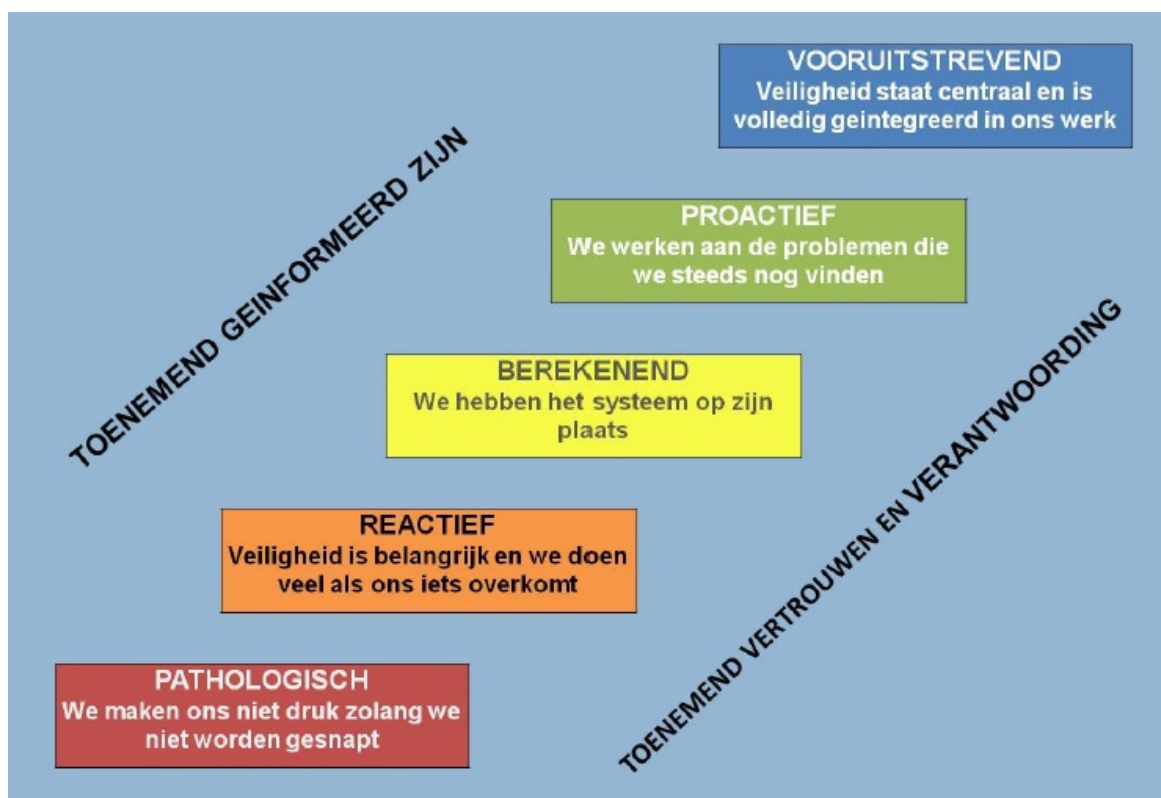 VOORUITSTREVEND
Veiligheid staat centraal en is
volledig geintegreerd in ons werk
TOENEMEND GEINFORMEERD ZIJN
PROACTIEF
We werken aan de problemen die
we steeds nog vinden
BEREKENEND
We hebben het systeem op zijn
plaats
TOENEMEND VERTROUWEN EN VERANTWOORDING
REACTIEF
Veiligheid is belangrijk en we doen
veel als ons iets overkomt
PATHOLOGISCH
We maken ons niet druk zolang we
niet worden gesnapt